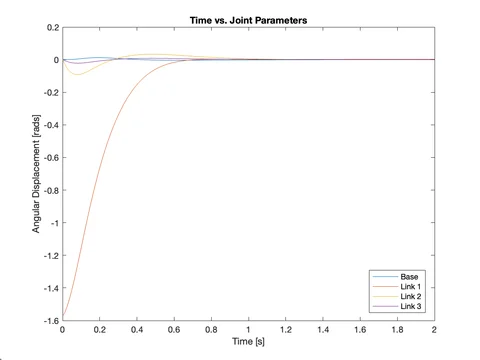 Time vs. Joint Parameters
0.2
0
-0.2
-0.4
-0.6
-0.8
-1
-1.2
-1.4
-1.6
Angular Displacement [rads]
0 0.2 0.4 0.6 0.8 1 1.2 1.4 1.6 1.8 2
Time [s]
Base
Link 1
Link 2
Link 3